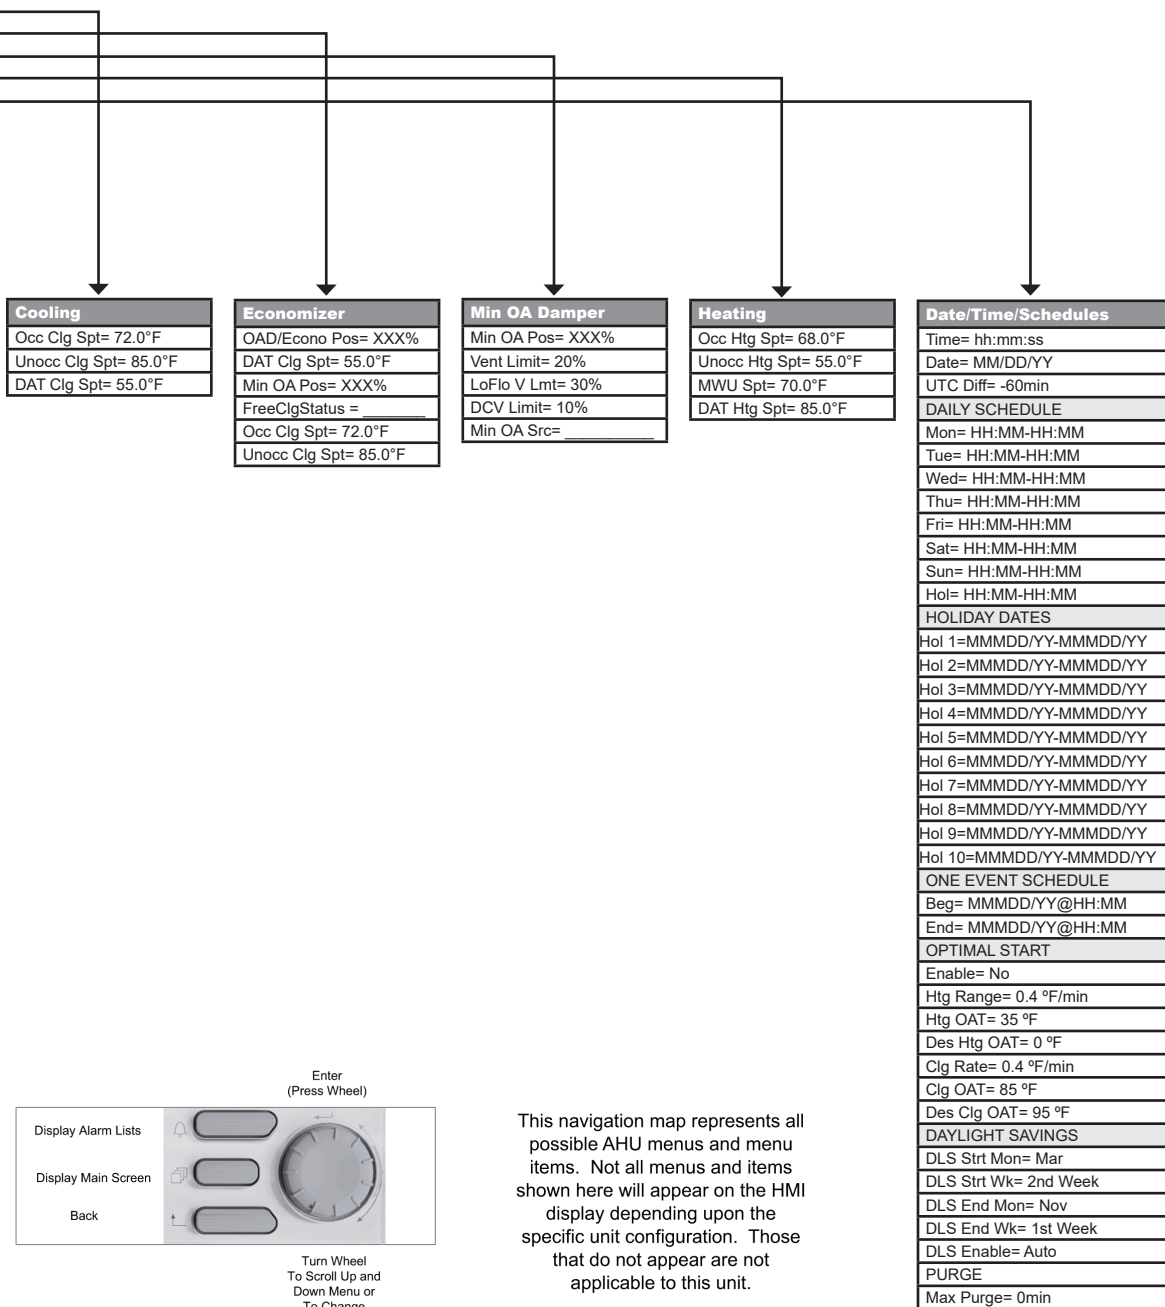 Cooling
Occ Clg Spt= 72.0°F
Unocc Clg Spt= 85.0°F
DAT Clg Spt= 55.0°F
Economizer
OAD/Econo Pos= XXX%
DAT Clg Spt= 55.0°F
Min OA Pos= XXX%
FreeClgStatus = _______
Occ Clg Spt= 72.0°F
Unocc Clg Spt= 85.0°F
Min OA Damper
Min OA Pos= XXX%
Vent Limit= 20%
LoFlo V Lmt= 30%
DCV Limit= 10%
Min OA Src= __________
Heating
Occ Htg Spt= 68.0°F
Unocc Htg Spt= 55.0°F
MWU Spt= 70.0°F
DAT Htg Spt= 85.0°F
Date/Time/Schedules
Time= hh:mm:ss
Date= MM/DD/YY
UTC Diff= -60min
DAILY SCHEDULE
Mon= HH:MM-HH:MM
Tue= HH:MM-HH:MM
Wed= HH:MM-HH:MM
Thu= HH:MM-HH:MM
Fri= HH:MM-HH:MM
Sat= HH:MM-HH:MM
Sun= HH:MM-HH:MM
Hol= HH:MM-HH:MM
HOLIDAY DATES
Hol 1=MMMDD/YY-MMMDD/YY
Hol 2=MMMDD/YY-MMMDD/YY
Hol 3=MMMDD/YY-MMMDD/YY
Hol 4=MMMDD/YY-MMMDD/YY
Hol 5=MMMDD/YY-MMMDD/YY
Hol 6=MMMDD/YY-MMMDD/YY
Hol 7=MMMDD/YY-MMMDD/YY
Hol 8=MMMDD/YY-MMMDD/YY
Hol 9=MMMDD/YY-MMMDD/YY
Hol 10=MMMDD/YY-MMMDD/YY
ONE EVENT SCHEDULE
Beg= MMMDD/YY@HH:MM
End= MMMDD/YY@HH:MM
OPTIMAL START
Enable= No
Htg Range= 0.4 ºF/min
Htg OAT= 35 ºF
Des Htg OAT= 0 ºF
Clg Rate= 0.4 ºF/min
Clg OAT= 85 ºF
Des Clg OAT= 95 ºF
DAYLIGHT SAVINGS
DLS Strt Mon= Mar
DLS Strt Wk= 2nd Week
DLS End Mon= Nov
DLS End Wk= 1st Week
DLS Enable= Auto
PURGE
Max Purge= 0min
Enter
(Press Wheel)
Display Alarm Lists
Display Main Screen
Back
Turn Wheel
To Scroll Up and
Down Menu or
To Change
This navigation map represents all
possible AHU menus and menu
items. Not all menus and items
shown here will appear on the HMI
display depending upon the
specific unit configuration. Those
that do not appear are not
applicable to this unit.